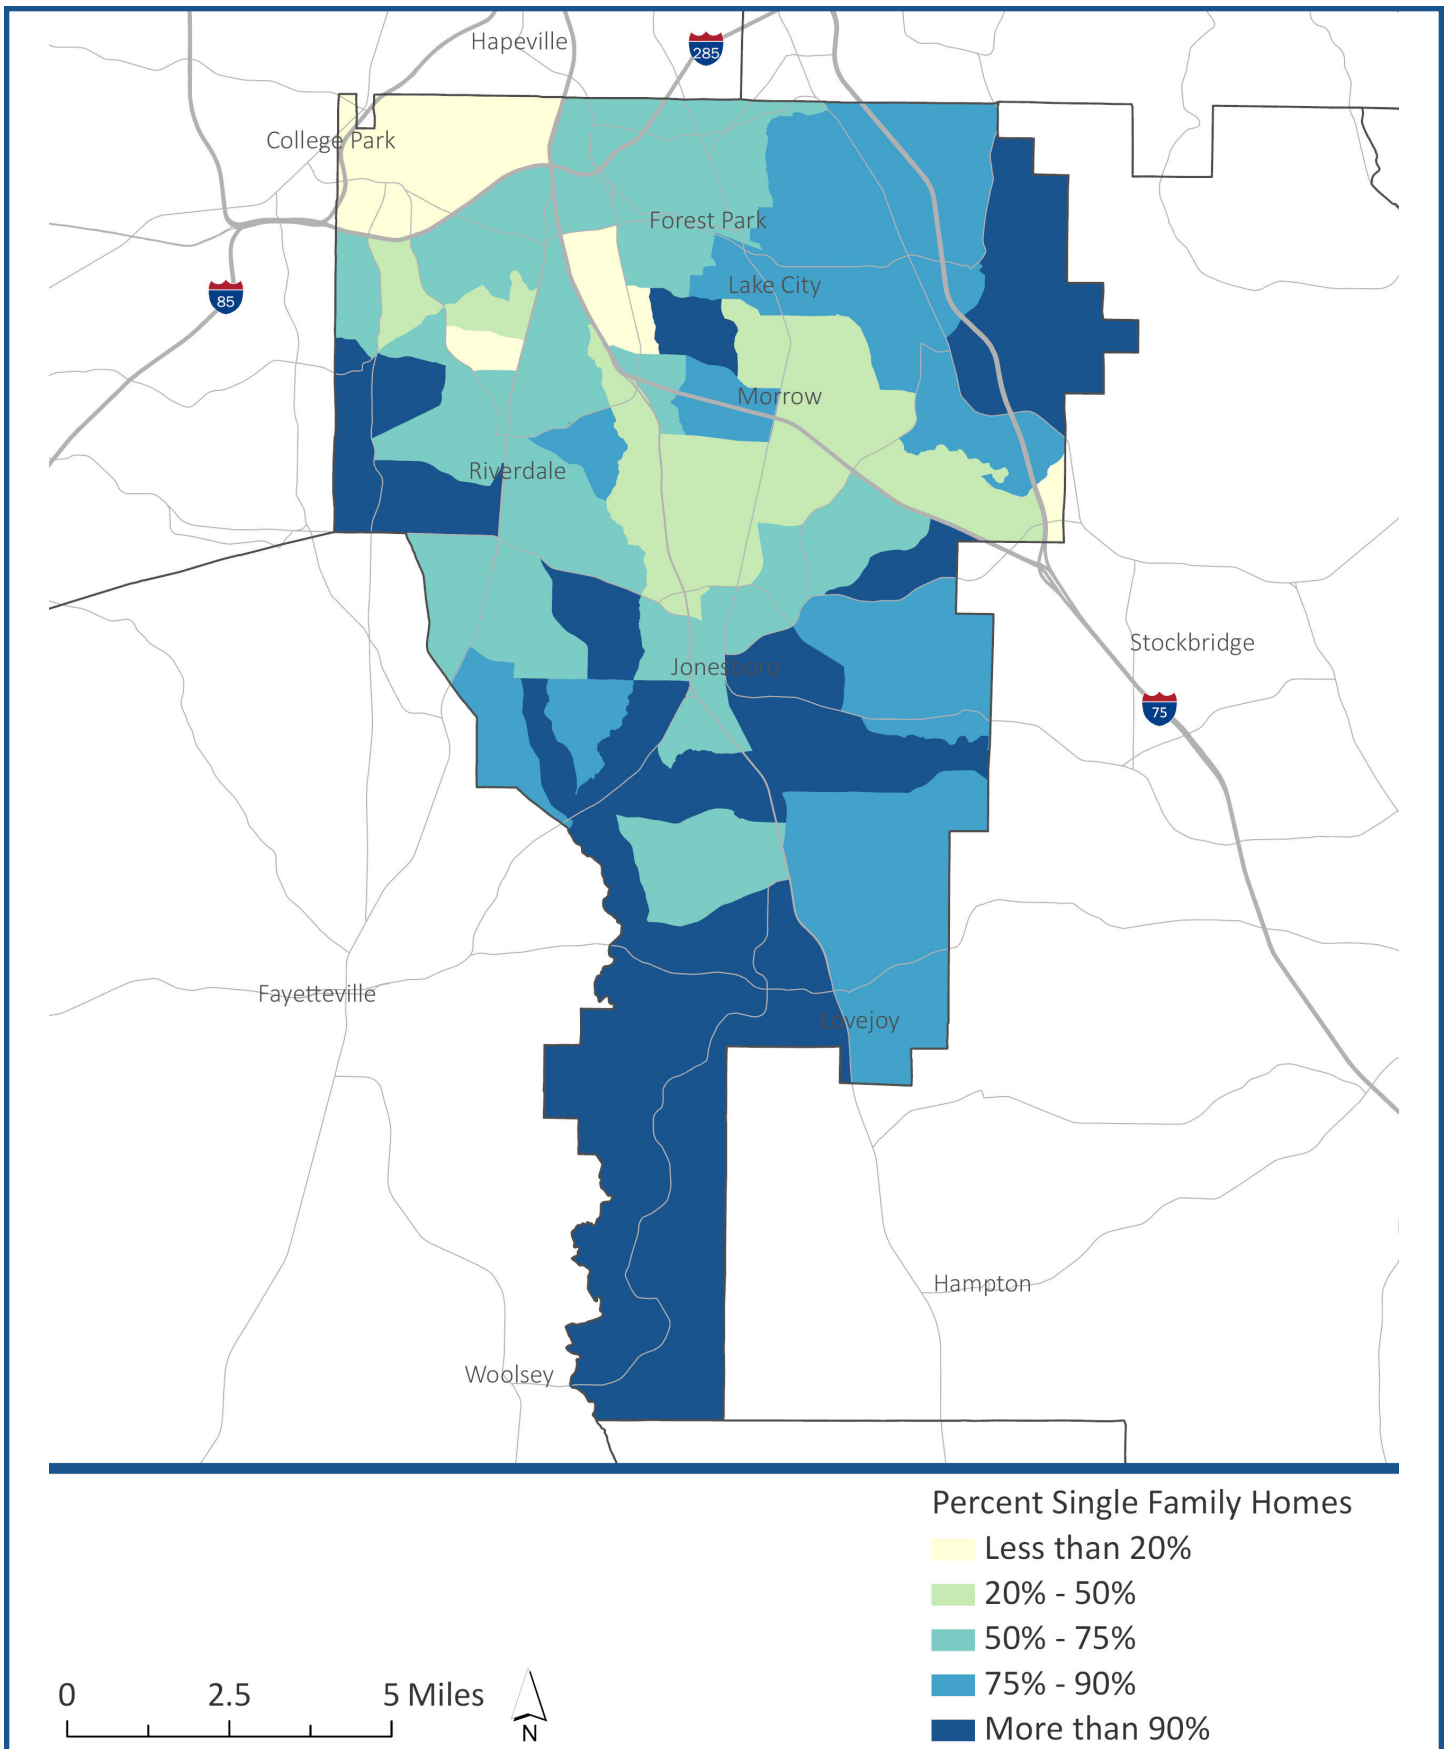 Hapeville
285
College Park
Forest Park
Lake City
85
Morrow
Riverdale
Stockbridge
Jonesboro
75
Fayetteville
Lovejoy
Hampton
Woolsey
Percent Single Family Homes
Less than 20%
20% - 50%
50% - 75%
75% - 90%
More than 90%
0 2.5 5 Miles
N